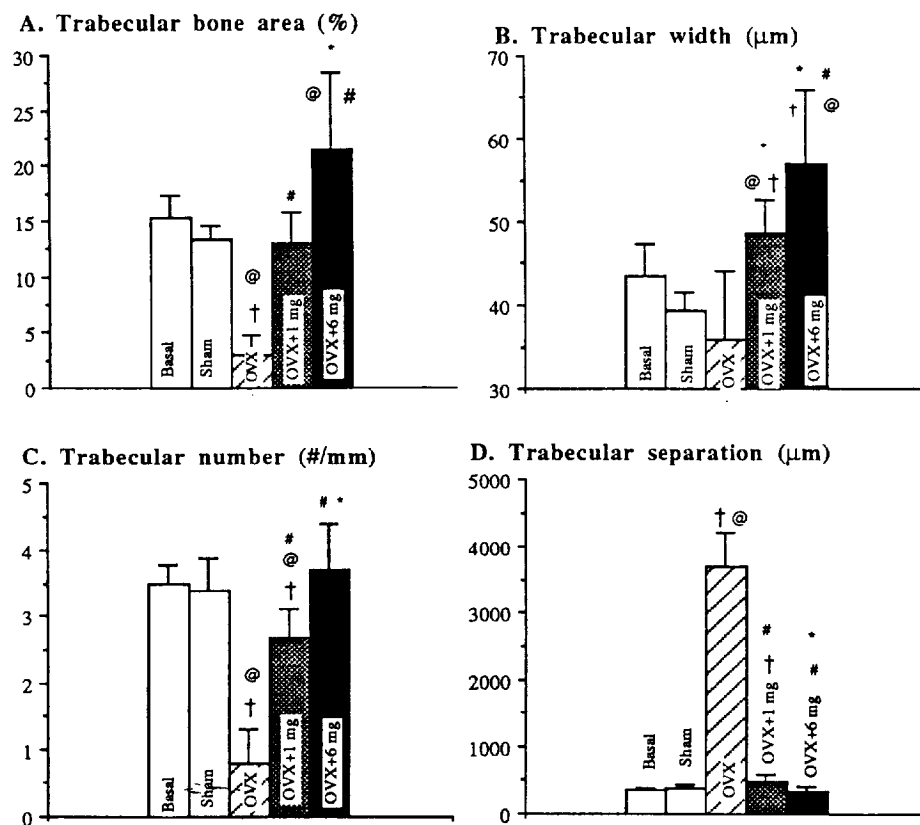 A. Trabecular bone area (%)
30
25
20
15
10
5
0
Basal
Sham
@
†
OVX
#
OVX+1 mg
*
@ #
OVX+6 mg
B. Trabecular width (μm)
70
60
50
40
30
Basal
Sham
OVX
*
@ †
OVX+1 mg
* #
† @
OVX+6 mg
C. Trabecular number (#/mm)
5
4
3
2
1
0
Basal
Sham
@
†
OVX
#
@
†
OVX+1 mg
# *
OVX+6 mg
D. Trabecular separation (μm)
5000
4000
3000
2000
1000
0
Basal
Sham
† @
OVX
#
†
OVX+1 mg
*
#
OVX+6 mg